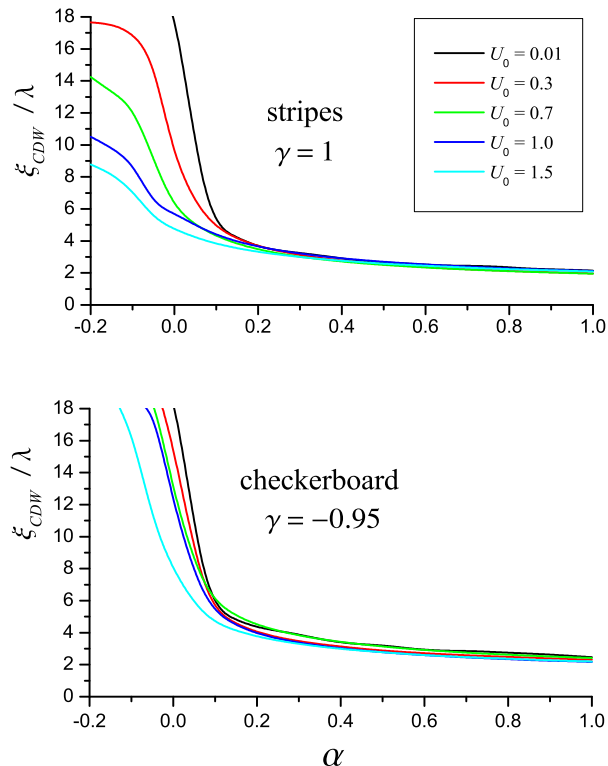 18
16
14
12
10
8
6
4
2
0
ξCDW / λ
stripes
γ = 1
U0 = 0.01
U0 = 0.3
U0 = 0.7
U0 = 1.0
U0 = 1.5
-0.2 0.0 0.2 0.4 0.6 0.8 1.0
18
16
14
12
10
8
6
4
2
0
ξCDW / λ
checkerboard
γ = −0.95
-0.2 0.0 0.2 0.4 0.6 0.8 1.0
α